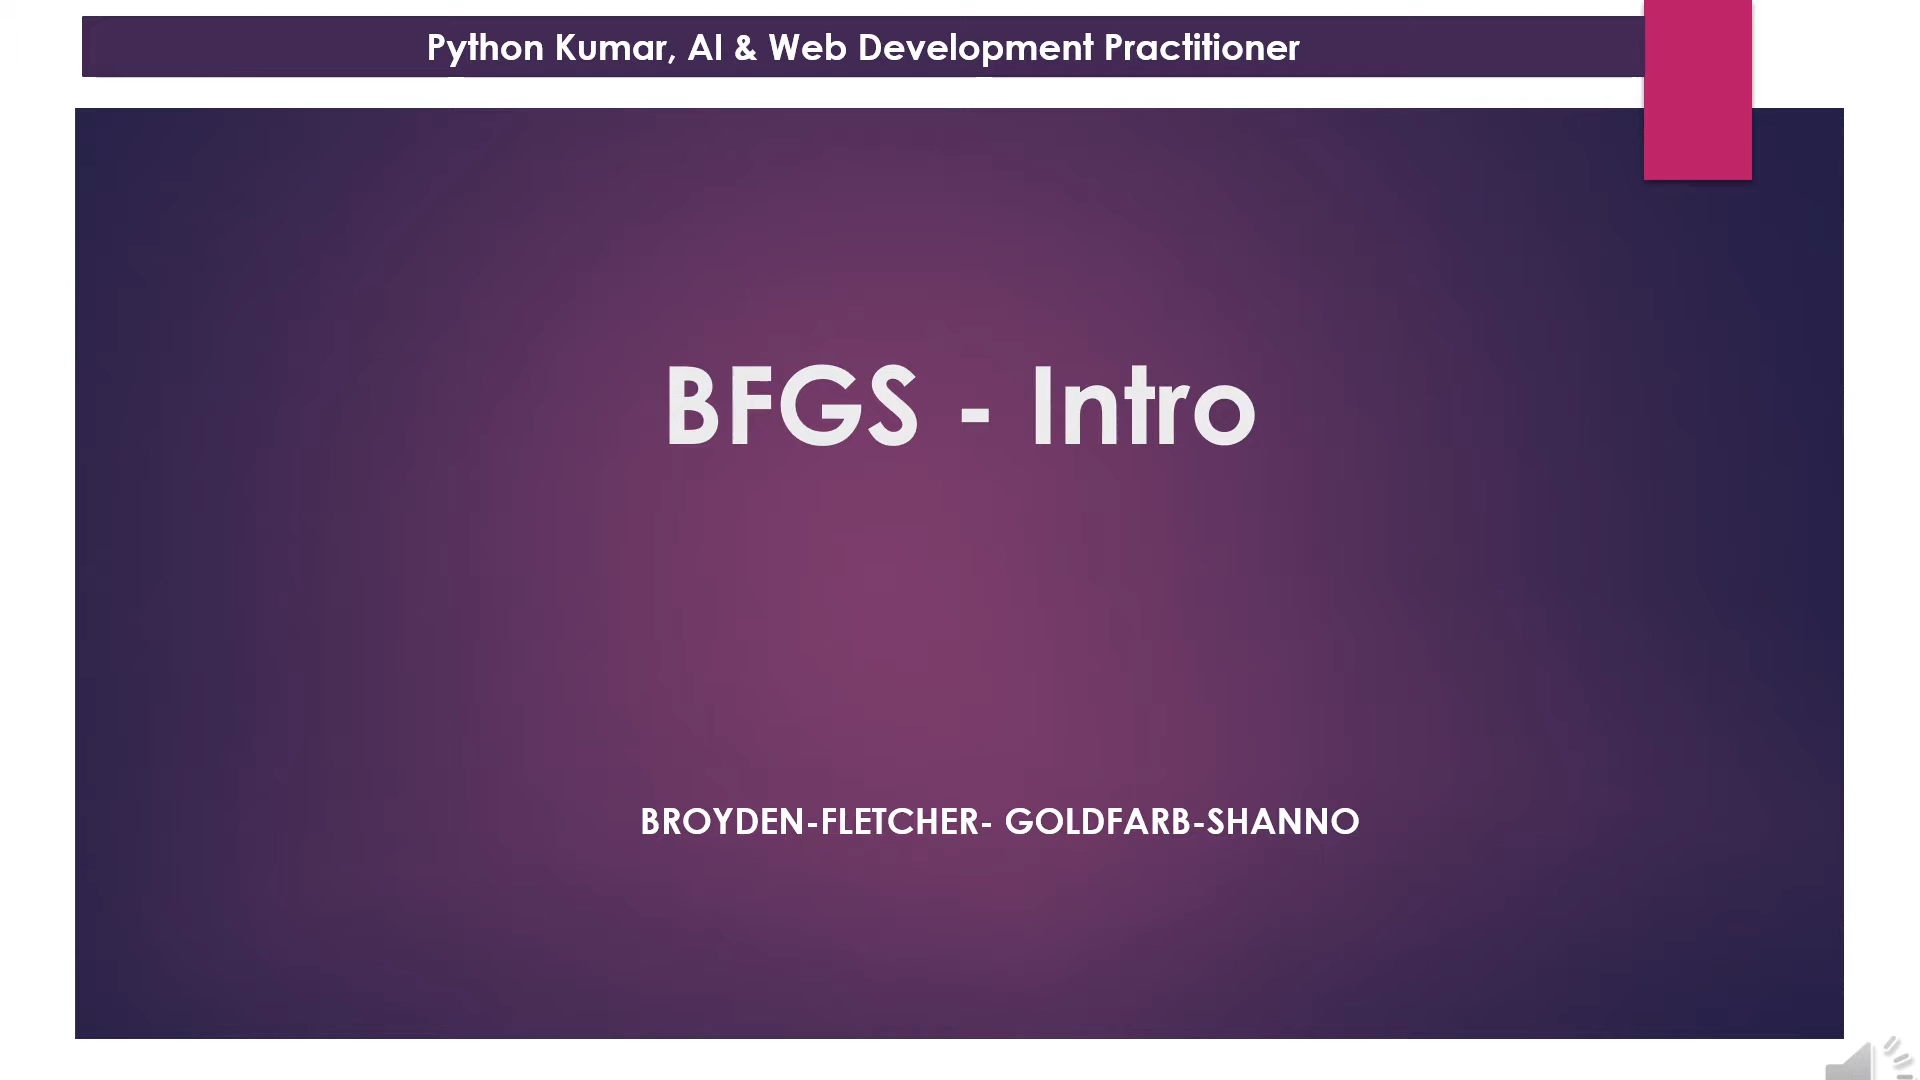 Python Kumar, AI & Web Development Practitioner
BFGS - Intro
BROYDEN-FLETCHER- GOLDFARB-SHANNO